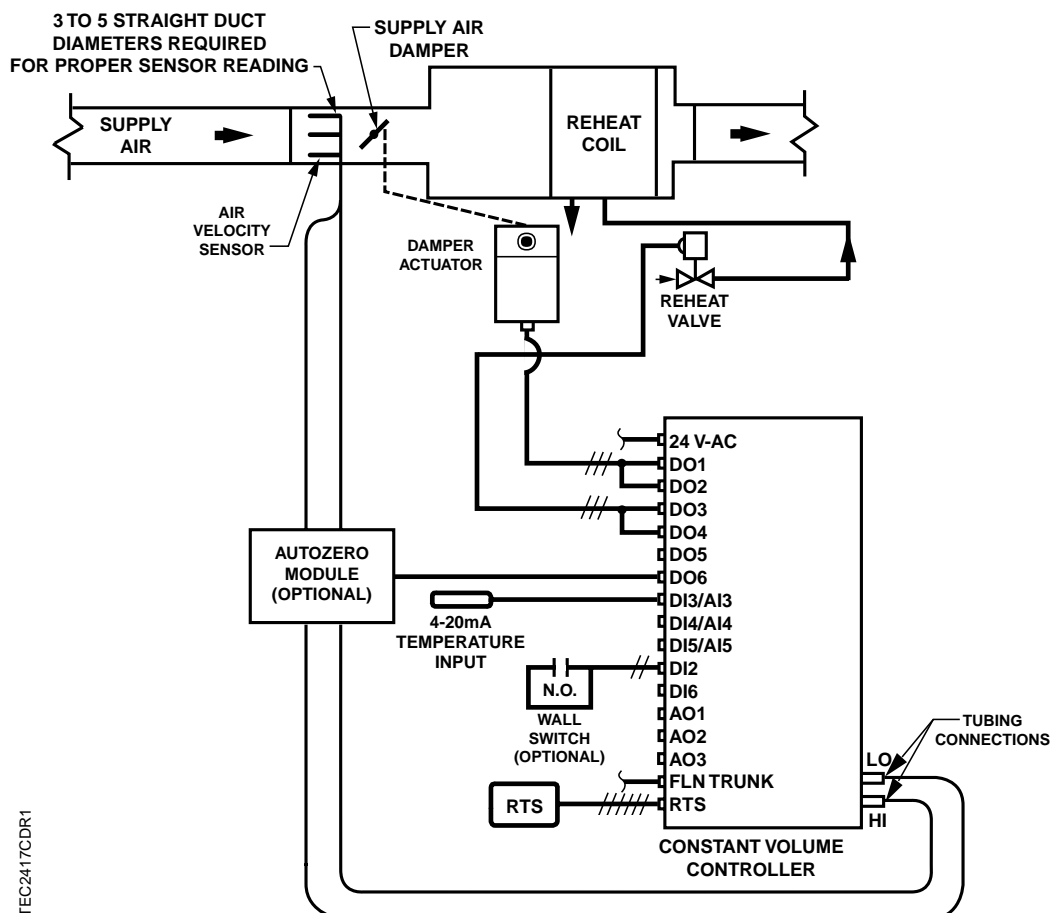 3 TO 5 STRAIGHT DUCT
DIAMETERS REQUIRED
FOR PROPER SENSOR READING
SUPPLY AIR
DAMPER
SUPPLY
AIR
REHEAT
COIL
AIR
VELOCITY
SENSOR
DAMPER
ACTUATOR
REHEAT
VALVE
24 V-AC
DO1
DO2
DO3
DO4
DO5
DO6
DI3/AI3
DI4/AI4
DI5/AI5
DI2
DI6
AO1
AO2
AO3
FLN TRUNK
RTS
AUTOZERO
MODULE
(OPTIONAL)
4-20mA
TEMPERATURE
INPUT
N.O.
WALL
SWITCH
(OPTIONAL)
RTS
LO
HI
TUBING
CONNECTIONS
CONSTANT VOLUME
CONTROLLER
TEC2417CDR1